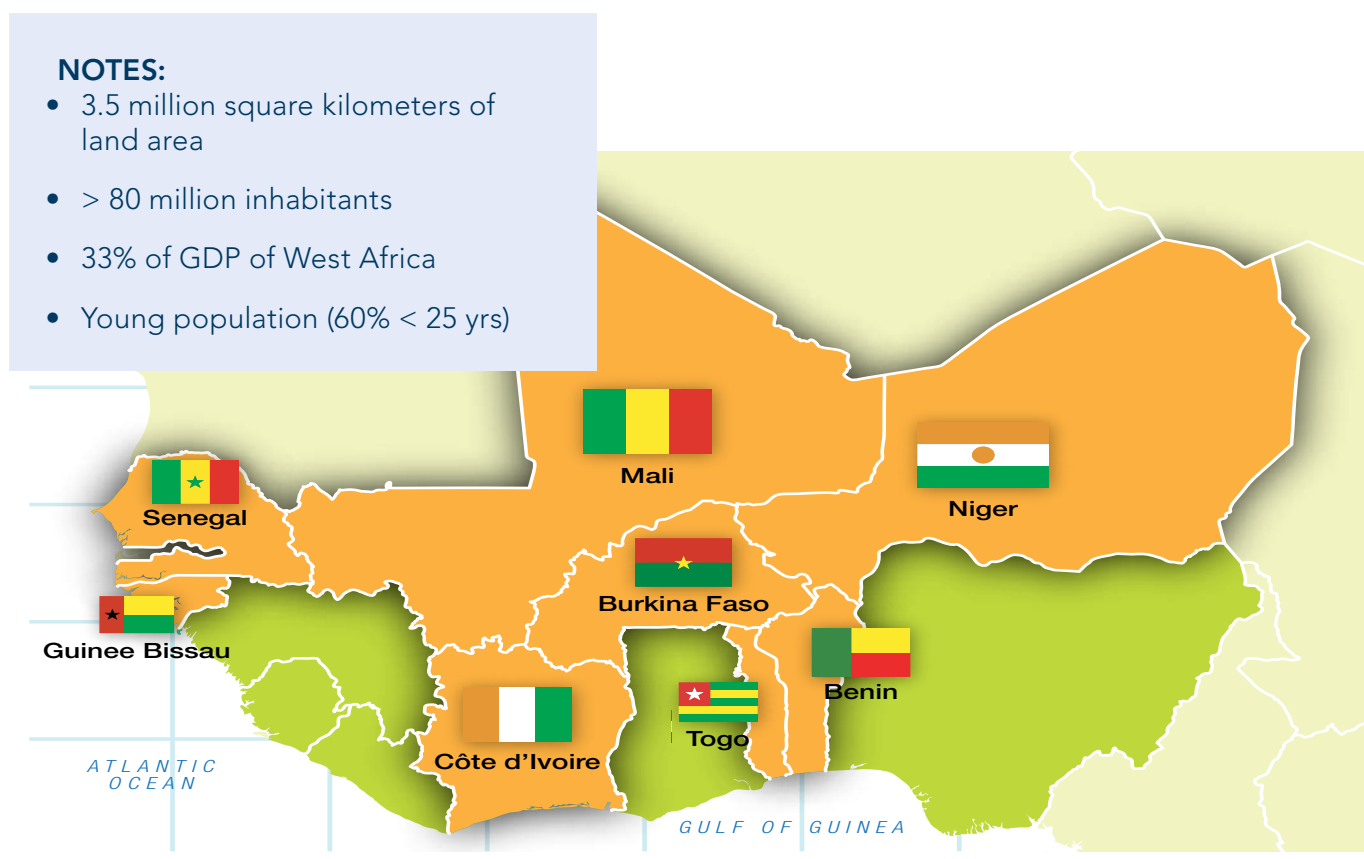 NOTES:
• 3.5 million square kilometers of
land area
• > 80 million inhabitants
• 33% of GDP of West Africa
• Young population (60% < 25 yrs)
Mali
Niger
Senegal
Burkina Faso
Guinee Bissau
Benin
Togo
Côte d’Ivoire
ATLANTIC
OCEAN
GULF OF GUINEA